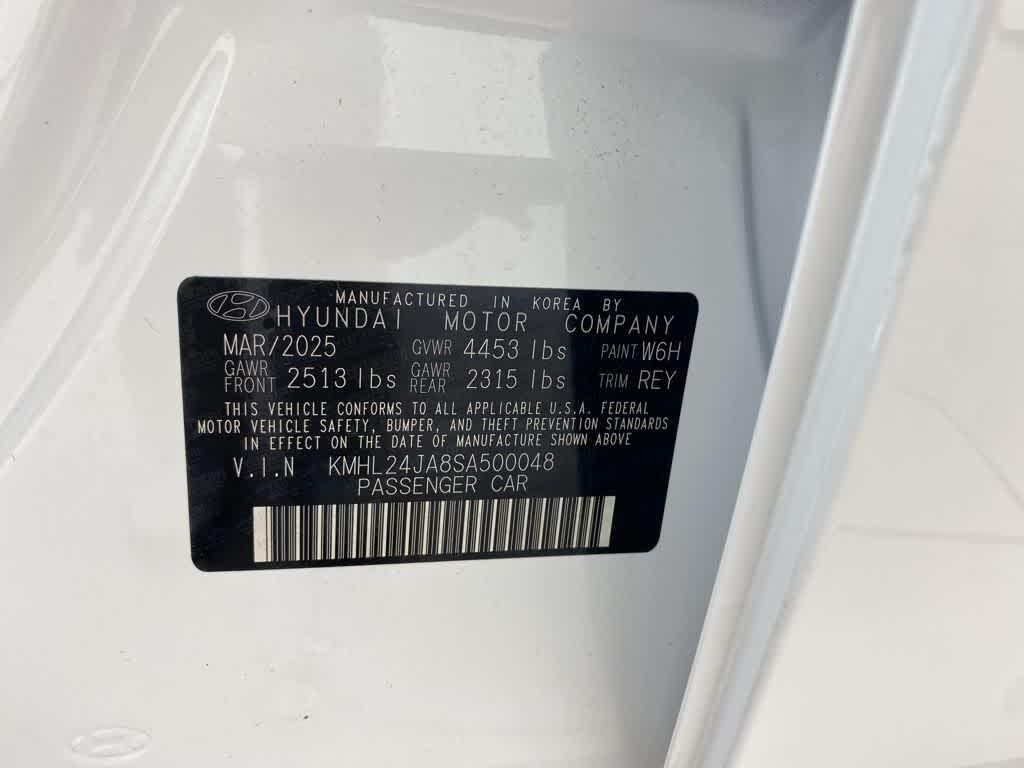 MANUFACTURED IN KOREA BY
HYUNDAI MOTOR COMPANY
MAR/2025 GVWR 4453 lbs PAINT W6H
GAWR FRONT 2513 lbs GAWR REAR 2315 lbs TRIM REY
THIS VEHICLE CONFORMS TO ALL APPLICABLE U.S.A. FEDERAL
MOTOR VEHICLE SAFETY, BUMPER, AND THEFT PREVENTION STANDARDS
IN EFFECT ON THE DATE OF MANUFACTURE SHOWN ABOVE
V.I.N KMHL24JA8SA500048
PASSENGER CAR